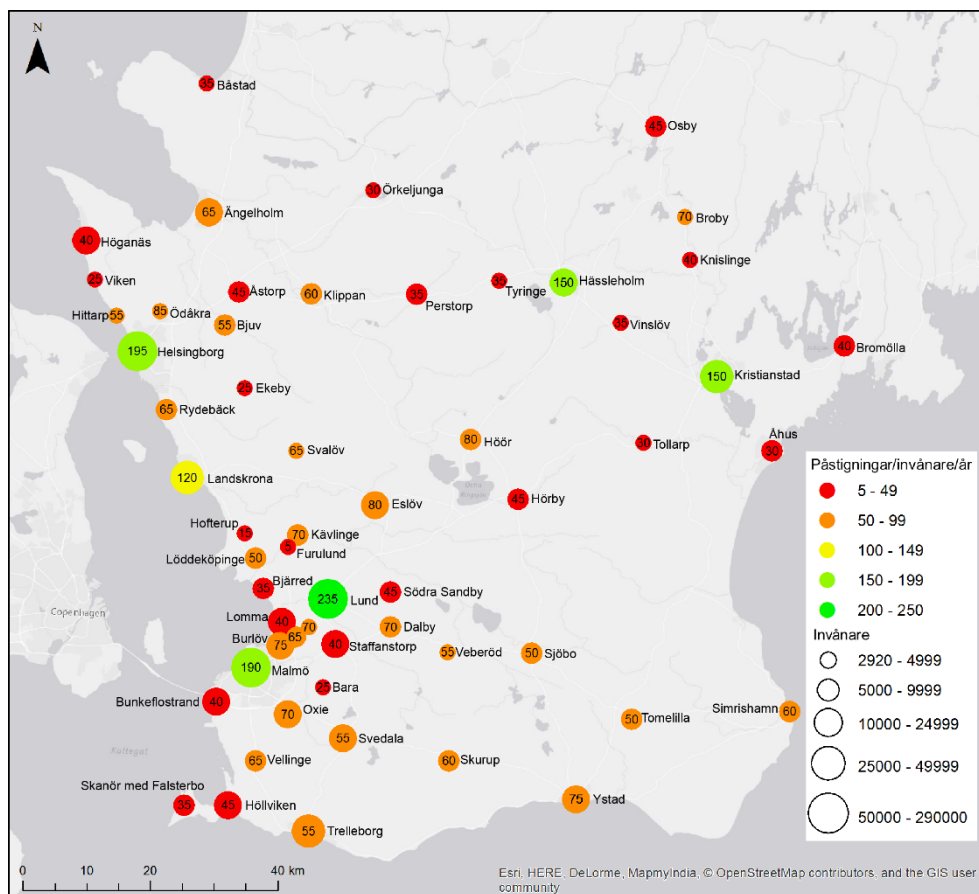 N
35 Båstad
45 Osby
30 Örkeljunga
65 Ängelholm
70 Broby
40 Höganäs
40 Knislinge
25 Viken
45 Åstorp
60 Klippan
35 Perstorp
35 Tyringe
150 Hässleholm
Hittarp 55
85 Ödåkra
55 Bjuv
35 Vinslöv
195 Helsingborg
40 Bromölla
150 Kristianstad
25 Ekeby
65 Rydebäck
80 Höör
30 Tollarp
Åhus 30
65 Svalöv
120 Landskrona
80 Eslöv
45 Hörby
Hofterup 15
70 Kävlinge
5 Furulund
Löddeköpinge 50
Bjärred 35
235 Lund
45 Södra Sandby
Copenhagen
Lomma 40
70
70 Dalby
Burlöv 75
65
40 Staffanstorp
55 Veberöd
50 Sjöbo
190 Malmö
25 Bara
Bunkeflostrand 40
70 Oxie
50 Tomelilla
Simrishamn 60
55 Svedala
65 Vellinge
60 Skurup
Skanör med Falsterbo 35
45 Höllviken
75 Ystad
55 Trelleborg
Påstigningar/invånare/år
5 - 49
50 - 99
100 - 149
150 - 199
200 - 250
Invånare
2920 - 4999
5000 - 9999
10000 - 24999
25000 - 49999
50000 - 290000
0 10 20 40 km
Esri, HERE, DeLorme, MapmyIndia, © OpenStreetMap contributors, and the GIS user
community